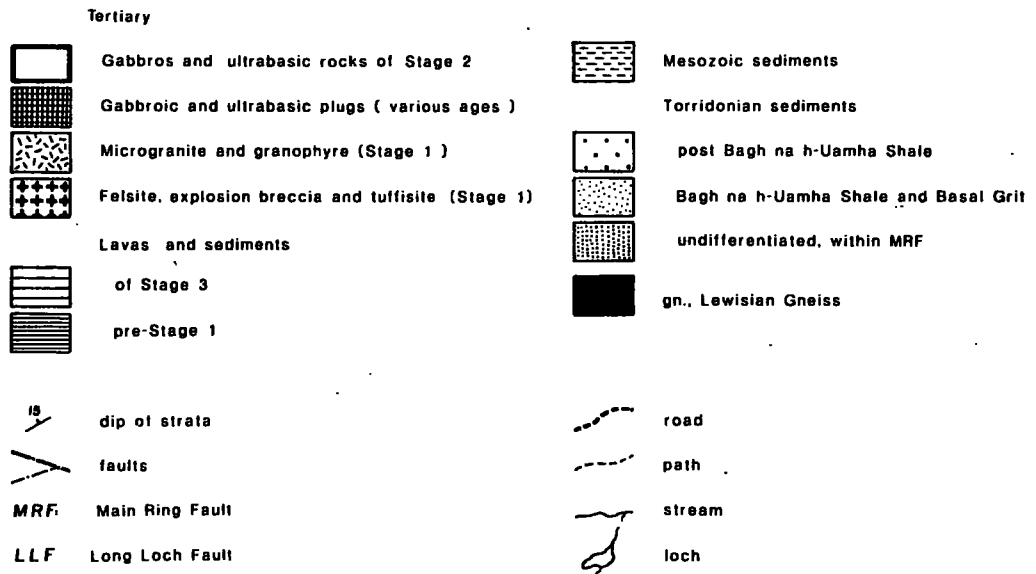 Tertiary
Gabbros and ultrabasic rocks of Stage 2
Gabbroic and ultrabasic plugs ( various ages )
Microgranite and granophyre (Stage 1 )
Felsite, explosion breccia and tuffisite (Stage 1)
Lavas and sediments
of Stage 3
pre-Stage 1
15
dip of strata
faults
MRF Main Ring Fault
LLF Long Loch Fault
Mesozoic sediments
Torridonian sediments
post Bagh na h-Uamha Shale
Bagh na h-Uamha Shale and Basal Grit
undifferentiated, within MRF
gn., Lewisian Gneiss
road
path
stream
loch